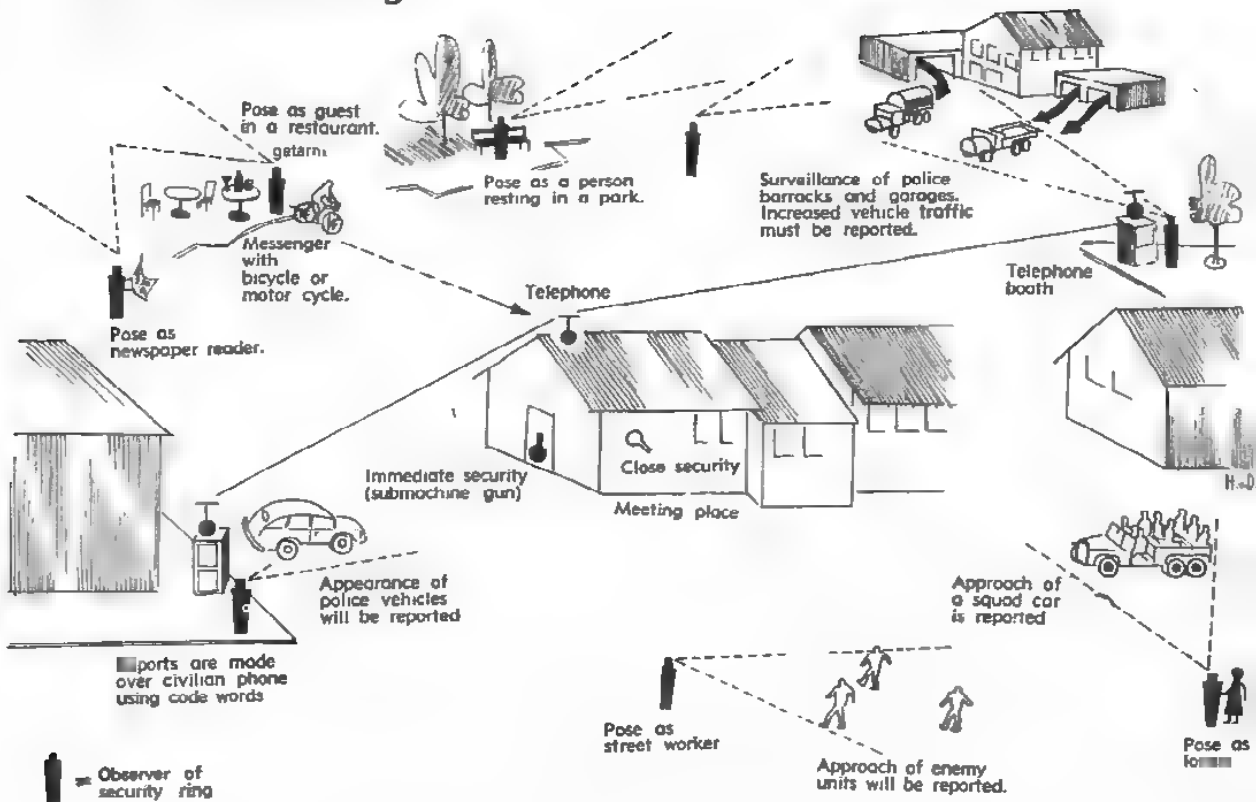 Pose as guest
in a restaurant.
Pose as a person
resting in a park.
Surveillance of police
barracks and garages.
Increased vehicle traffic
must be reported.
Messenger
with
bicycle or
motor cycle.
Telephone
Telephone
booth
Pose as
newspaper reader.
Immediate security
(submachine gun)
Close security
Meeting place
H.D
Appearance of
police vehicles
will be reported
Approach of
a squad car
is reported
are made
over civilian phone
using code words
Pose as
street worker
Approach of enemy
units will be reported.
Pose as
= Observer of
security ring